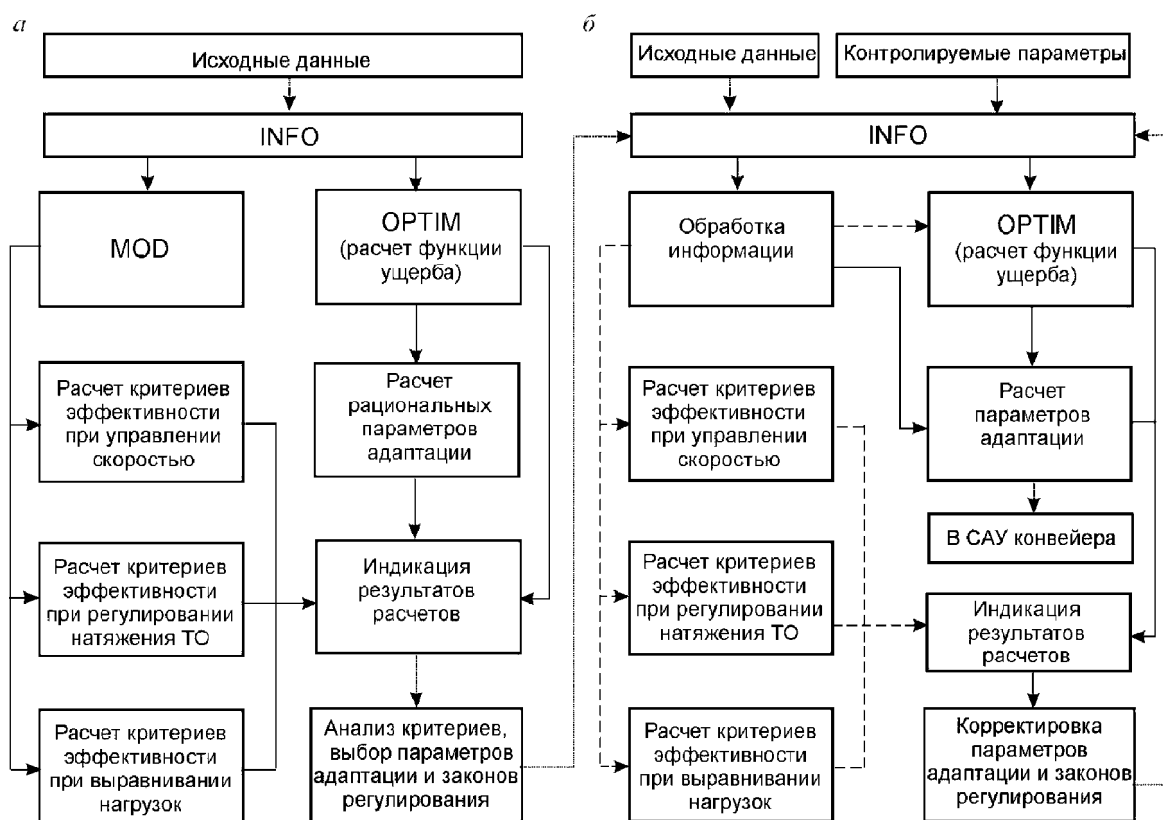 а
Исходные данные
INFO
MOD
OPTIM
(расчет функции
ущерба)
Расчет критериев
эффективности
при управлении
скоростью
Расчет
рациональных
параметров
адаптации
Расчет критериев
эффективности
при регулировании
натяжения ТО
Индикация
результатов
расчетов
Расчет критериев
эффективности
при выравнивании
нагрузок
Анализ критериев,
выбор параметров
адаптации и законов
регулирования
б
Исходные данные
Контролируемые параметры
INFO
Обработка
информации
OPTIM
(расчет функции
ущерба)
Расчет критериев
эффективности
при управлении
скоростью
Расчет
параметров
адаптации
В САУ конвейера
Расчет критериев
эффективности
при регулировании
натяжения ТО
Индикация
результатов
расчетов
Расчет критериев
эффективности
при выравнивании
нагрузок
Корректировка
параметров
адаптации и законов
регулирования